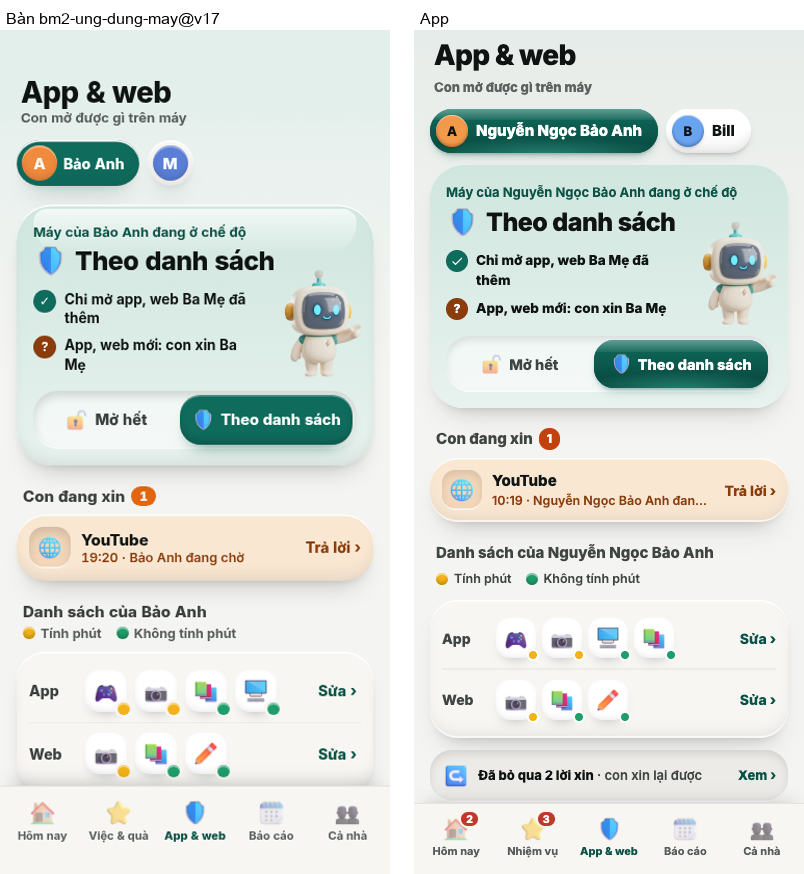 Bản bm2-ung-dung-may@v17
App & web
Con mở được gì trên máy
A Bảo Anh M
Máy của Bảo Anh đang ở chế độ
Theo danh sách
✓ Chỉ mở app, web Ba Mẹ đã
thêm
? App, web mới: con xin Ba
Mẹ
Mở hết Theo danh sách
Con đang xin 1
YouTube
19:20 · Bảo Anh đang chờ
Trả lời ›
Danh sách của Bảo Anh
Tính phút Không tính phút
App Sửa ›
Web Sửa ›
Hôm nay Việc & quà App & web Báo cáo Cả nhà
App
App & web
Con mở được gì trên máy
A Nguyễn Ngọc Bảo Anh B Bill
Máy của Nguyễn Ngọc Bảo Anh đang ở chế độ
Theo danh sách
✓ Chỉ mở app, web Ba Mẹ đã
thêm
? App, web mới: con xin Ba Mẹ
Mở hết Theo danh sách
Con đang xin 1
YouTube
10:19 · Nguyễn Ngọc Bảo Anh đan...
Trả lời ›
Danh sách của Nguyễn Ngọc Bảo Anh
Tính phút Không tính phút
App Sửa ›
Web Sửa ›
Đã bỏ qua 2 lời xin · con xin lại được Xem ›
2 3
Hôm nay Nhiệm vụ App & web Báo cáo Cả nhà